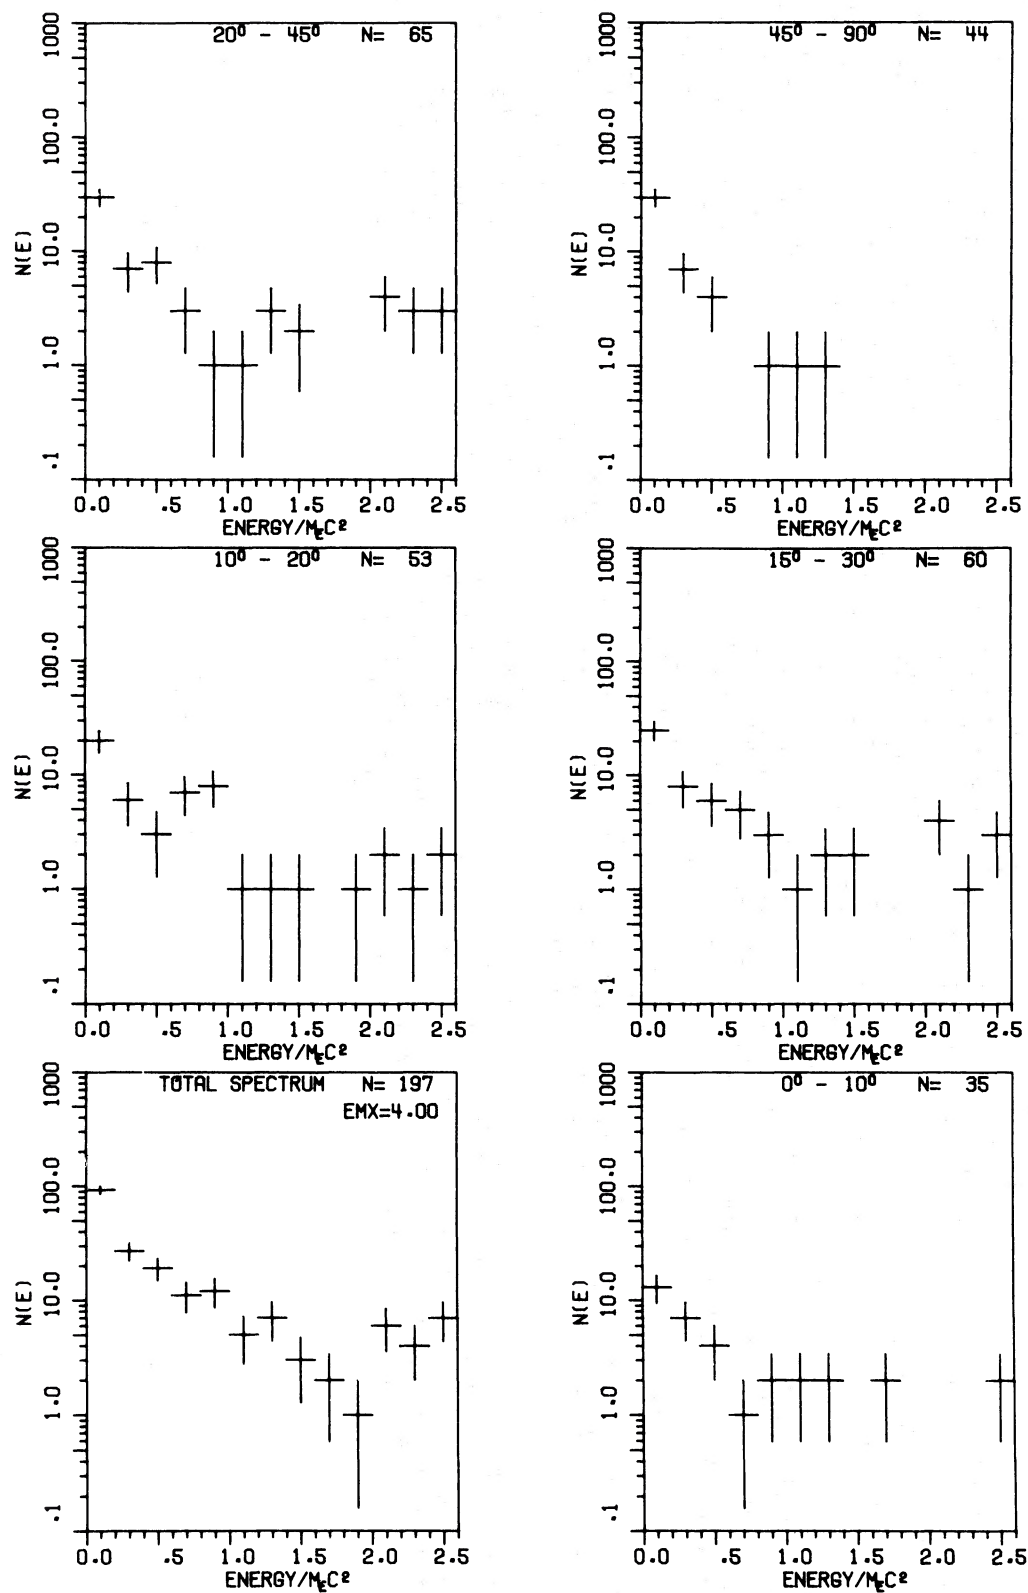 20⁰ - 45⁰ N= 65
1000
100.0
10.0
1.0
.1
N(E)
0.0 .5 1.0 1.5 2.0 2.5
ENERGY/MEC²
45⁰ - 90⁰ N= 44
1000
100.0
10.0
1.0
.1
N(E)
0.0 .5 1.0 1.5 2.0 2.5
ENERGY/MEC²
10⁰ - 20⁰ N= 53
1000
100.0
10.0
1.0
.1
N(E)
0.0 .5 1.0 1.5 2.0 2.5
ENERGY/MEC²
15⁰ - 30⁰ N= 60
1000
100.0
10.0
1.0
.1
N(E)
0.0 .5 1.0 1.5 2.0 2.5
ENERGY/MEC²
TOTAL SPECTRUM N= 197
EMX=4.00
1000
100.0
10.0
1.0
.1
N(E)
0.0 .5 1.0 1.5 2.0 2.5
ENERGY/MEC²
0⁰ - 10⁰ N= 35
1000
100.0
10.0
1.0
.1
N(E)
0.0 .5 1.0 1.5 2.0 2.5
ENERGY/MEC²